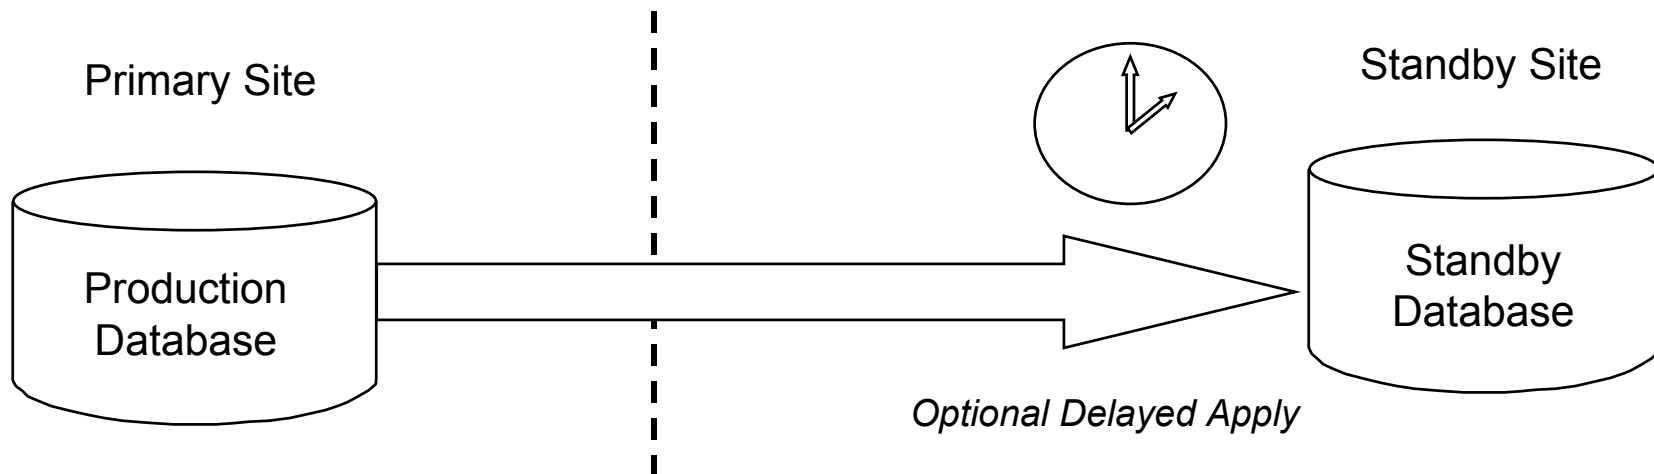 Primary Site
Standby Site
Production
Database
Standby
Database
Optional Delayed Apply